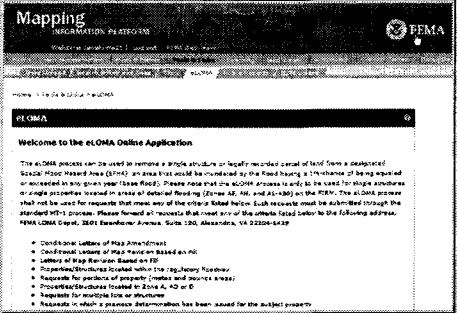 Mapping
INFORMATION PLATFORM
FEMA
eLOMA
Home > Tools & Links > eLOMA
eLOMA
Welcome to the eLOMA Online Application
The eLOMA process can be used to remove a single structure or legally recorded parcel of land from a designated
Special Flood Hazard Area (SFHA); an area that would be inundated by the flood having a 1% chance of being equaled
or exceeded in any given year (base flood). Please note that the eLOMA process is only to be used for single structures
or single properties located in areas of detailed flooding (Zones AE, AH, and A1-A30) on the FIRM. The eLOMA process
shall not be used for requests that meet any of the criteria listed below. Such requests must be submitted through the
standard MT-1 process. Please forward all requests that meet any of the criteria listed below to the following address,
FEMA LOMA Depot, 3601 Eisenhower Avenue, Suite 130, Alexandria, VA 22304-6439
Conditional Letters of Map Amendment
Conditional Letters of Map Revision Based on Fill
Letters of Map Revision Based on Fill
Properties/Structures located within the regulatory floodway
Requests for portions of property (metes and bounds areas)
Properties/Structures located in Zone A, AO or D
Requests for multiple lots or structures
Requests in which a previous determination has been issued for the subject property